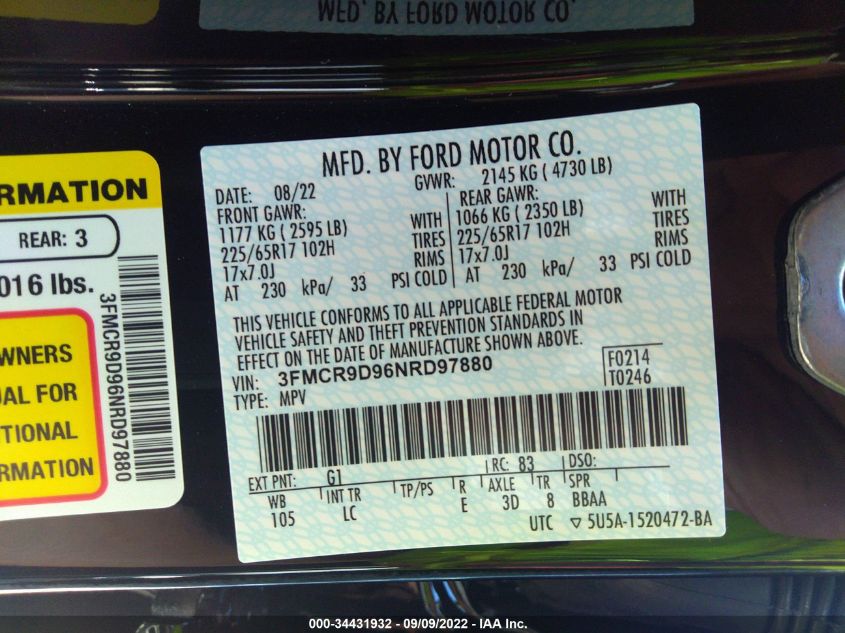 MFD. BY FORD MOTOR CO.
MFD. BY FORD MOTOR CO.
DATE: 08/22 GVWR: 2145 KG ( 4730 LB)
FRONT GAWR: REAR GAWR:
1177 KG ( 2595 LB) WITH 1066 KG ( 2350 LB) WITH
225/65R17 102H TIRES 225/65R17 102H TIRES
17x7.0J RIMS 17x7.0J RIMS
AT 230 kPa/ 33 PSI COLD AT 230 kPa/ 33 PSI COLD
THIS VEHICLE CONFORMS TO ALL APPLICABLE FEDERAL MOTOR
VEHICLE SAFETY AND THEFT PREVENTION STANDARDS IN
EFFECT ON THE DATE OF MANUFACTURE SHOWN ABOVE.
VIN: 3FMCR9D96NRD97880 F0214
TYPE: MPV T0246
EXT PNT: G1 RC: 83 DSO:
WB INT TR TP/PS R AXLE TR SPR
105 LC E 3D 8 BBAA
UTC ▽ 5U5A-1520472-BA
RMATION
REAR: 3
016 lbs.
3FMCR9D96NRD97880
WNERS
AL FOR
TIONAL
RMATION
000-34431932 - 09/09/2022 - IAA Inc.